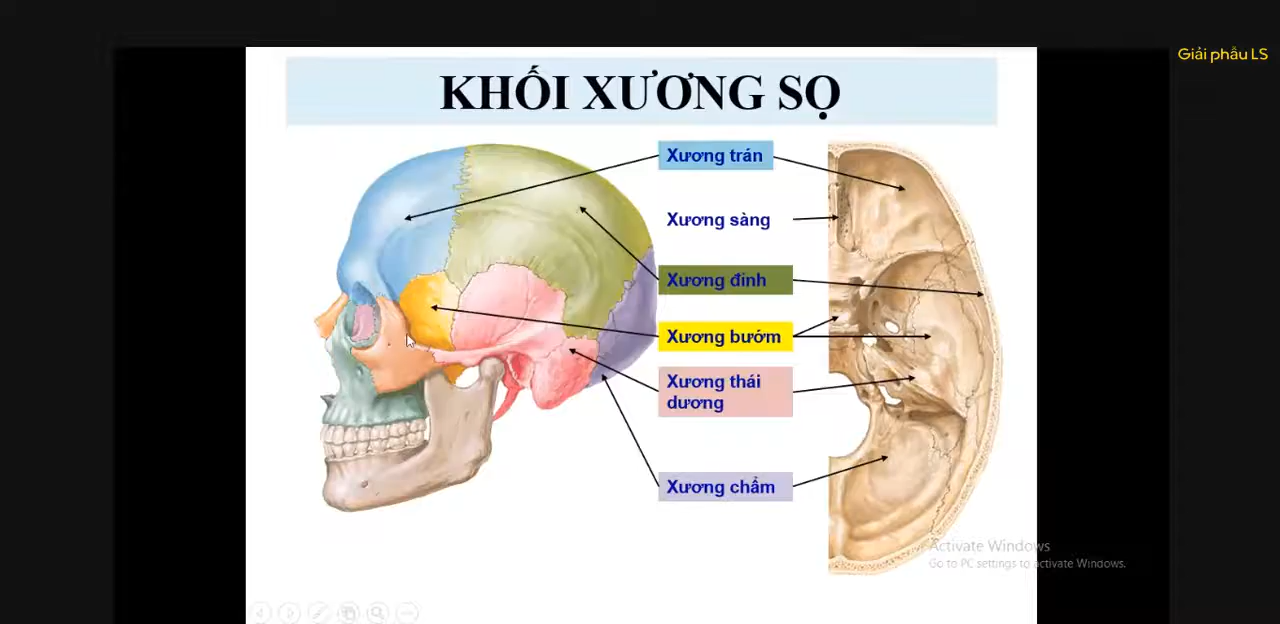 Giải phẫu LS
KHỐI XƯƠNG SỌ
Xương trán
Xương sàng
Xương đỉnh
Xương bướm
Xương thái
dương
Xương chẩm
Activate Windows
Go to PC settings to activate Windows.